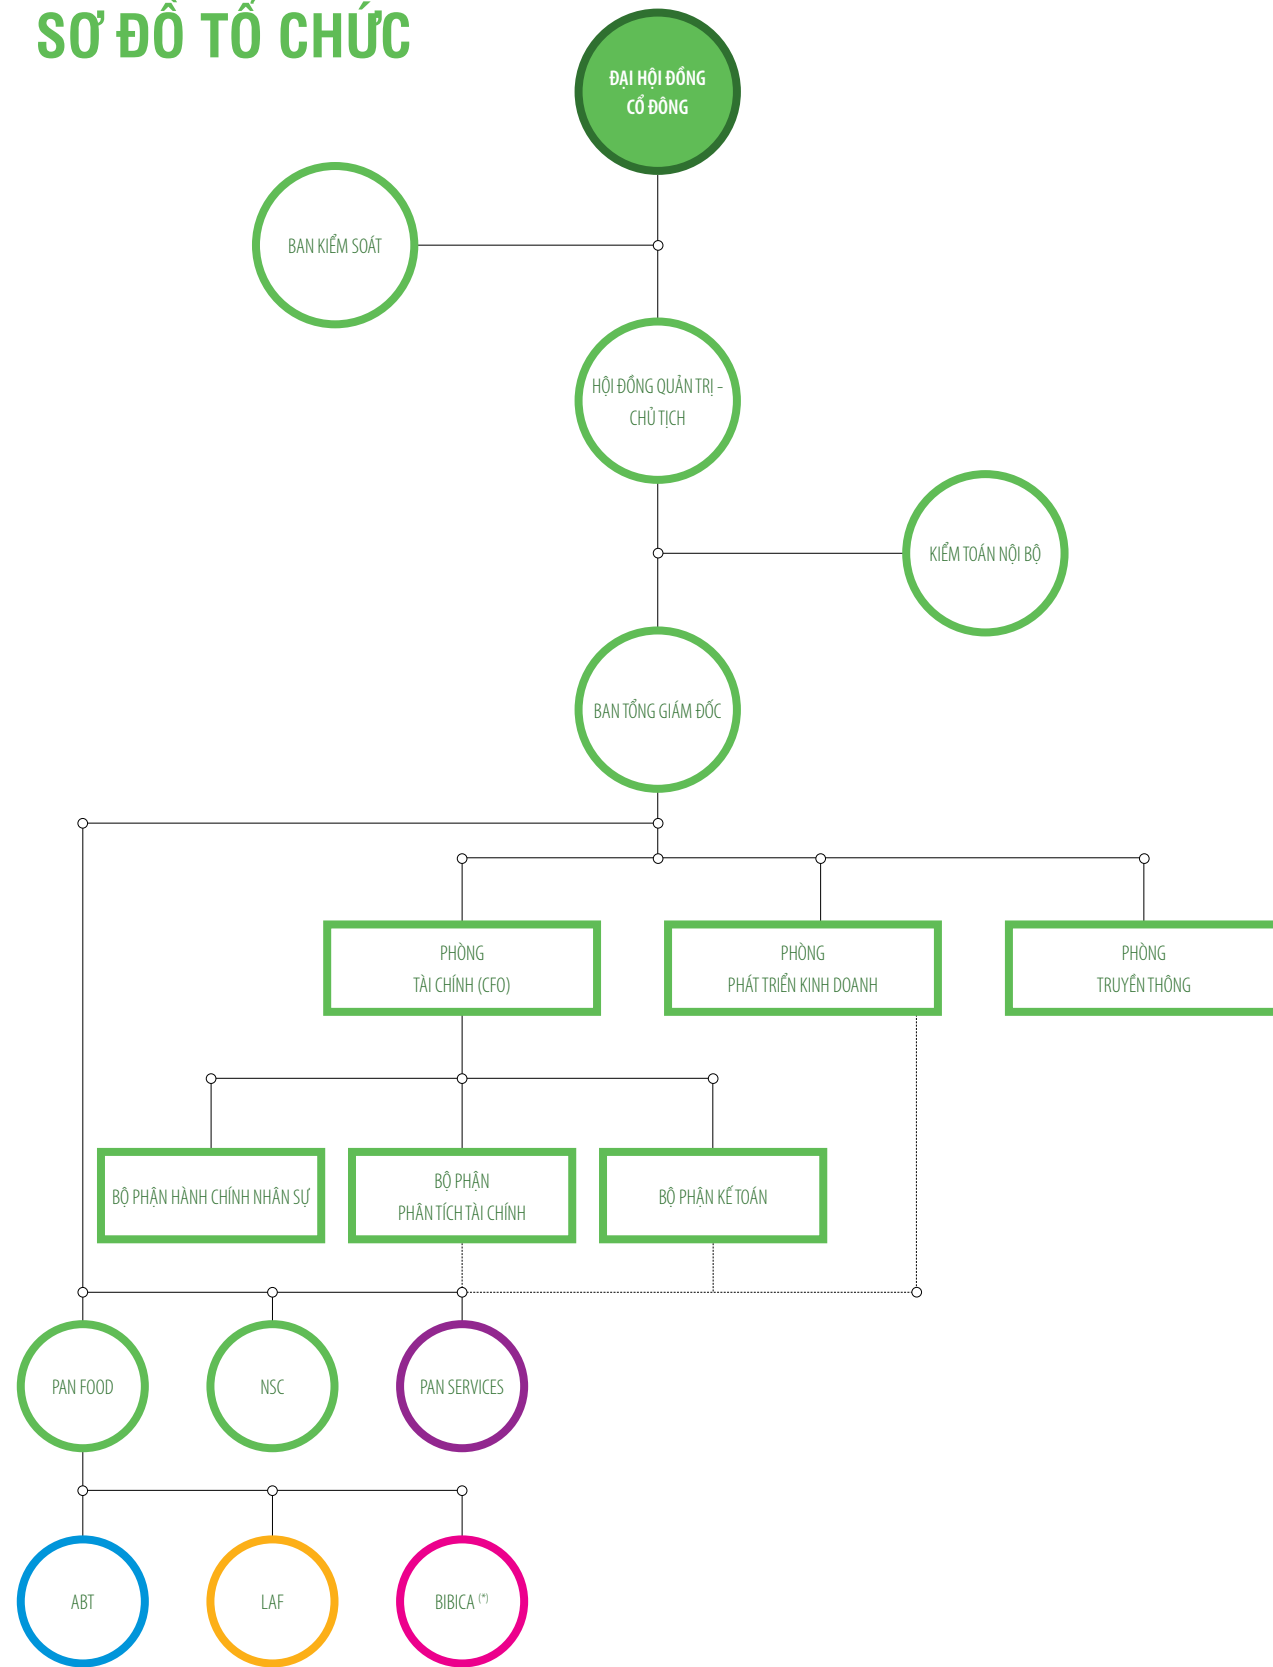 SƠ ĐỒ TỔ CHỨC
ĐẠI HỘI ĐỒNG
CỔ ĐÔNG
BAN KIỂM SOÁT
HỘI ĐỒNG QUẢN TRỊ -
CHỦ TỊCH
KIỂM TOÁN NỘI BỘ
BAN TỔNG GIÁM ĐỐC
PHÒNG
TÀI CHÍNH (CFO)
PHÒNG
PHÁT TRIỂN KINH DOANH
PHÒNG
TRUYỀN THÔNG
BỘ PHẬN HÀNH CHÍNH NHÂN SỰ
BỘ PHẬN
PHÂN TÍCH TÀI CHÍNH
BỘ PHẬN KẾ TOÁN
PAN FOOD
NSC
PAN SERVICES
ABT
LAF
BIBICA (*)